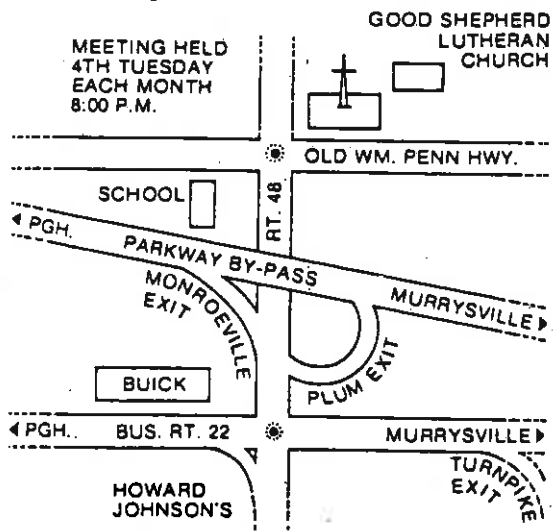 GOOD SHEPHERD
LUTHERAN
CHURCH
MEETING HELD
4TH TUESDAY
EACH MONTH
8:00 P.M.
OLD WM. PENN HWY.
SCHOOL
RT. 48
◀ PGH.
PARKWAY BY-PASS
MURRYSVILLE ▶
MONROEVILLE
EXIT
PLUM EXIT
BUICK
◀ PGH..
BUS. RT. 22
MURRYSVILLE ▶
TURNPIKE
EXIT
HOWARD
JOHNSON'S